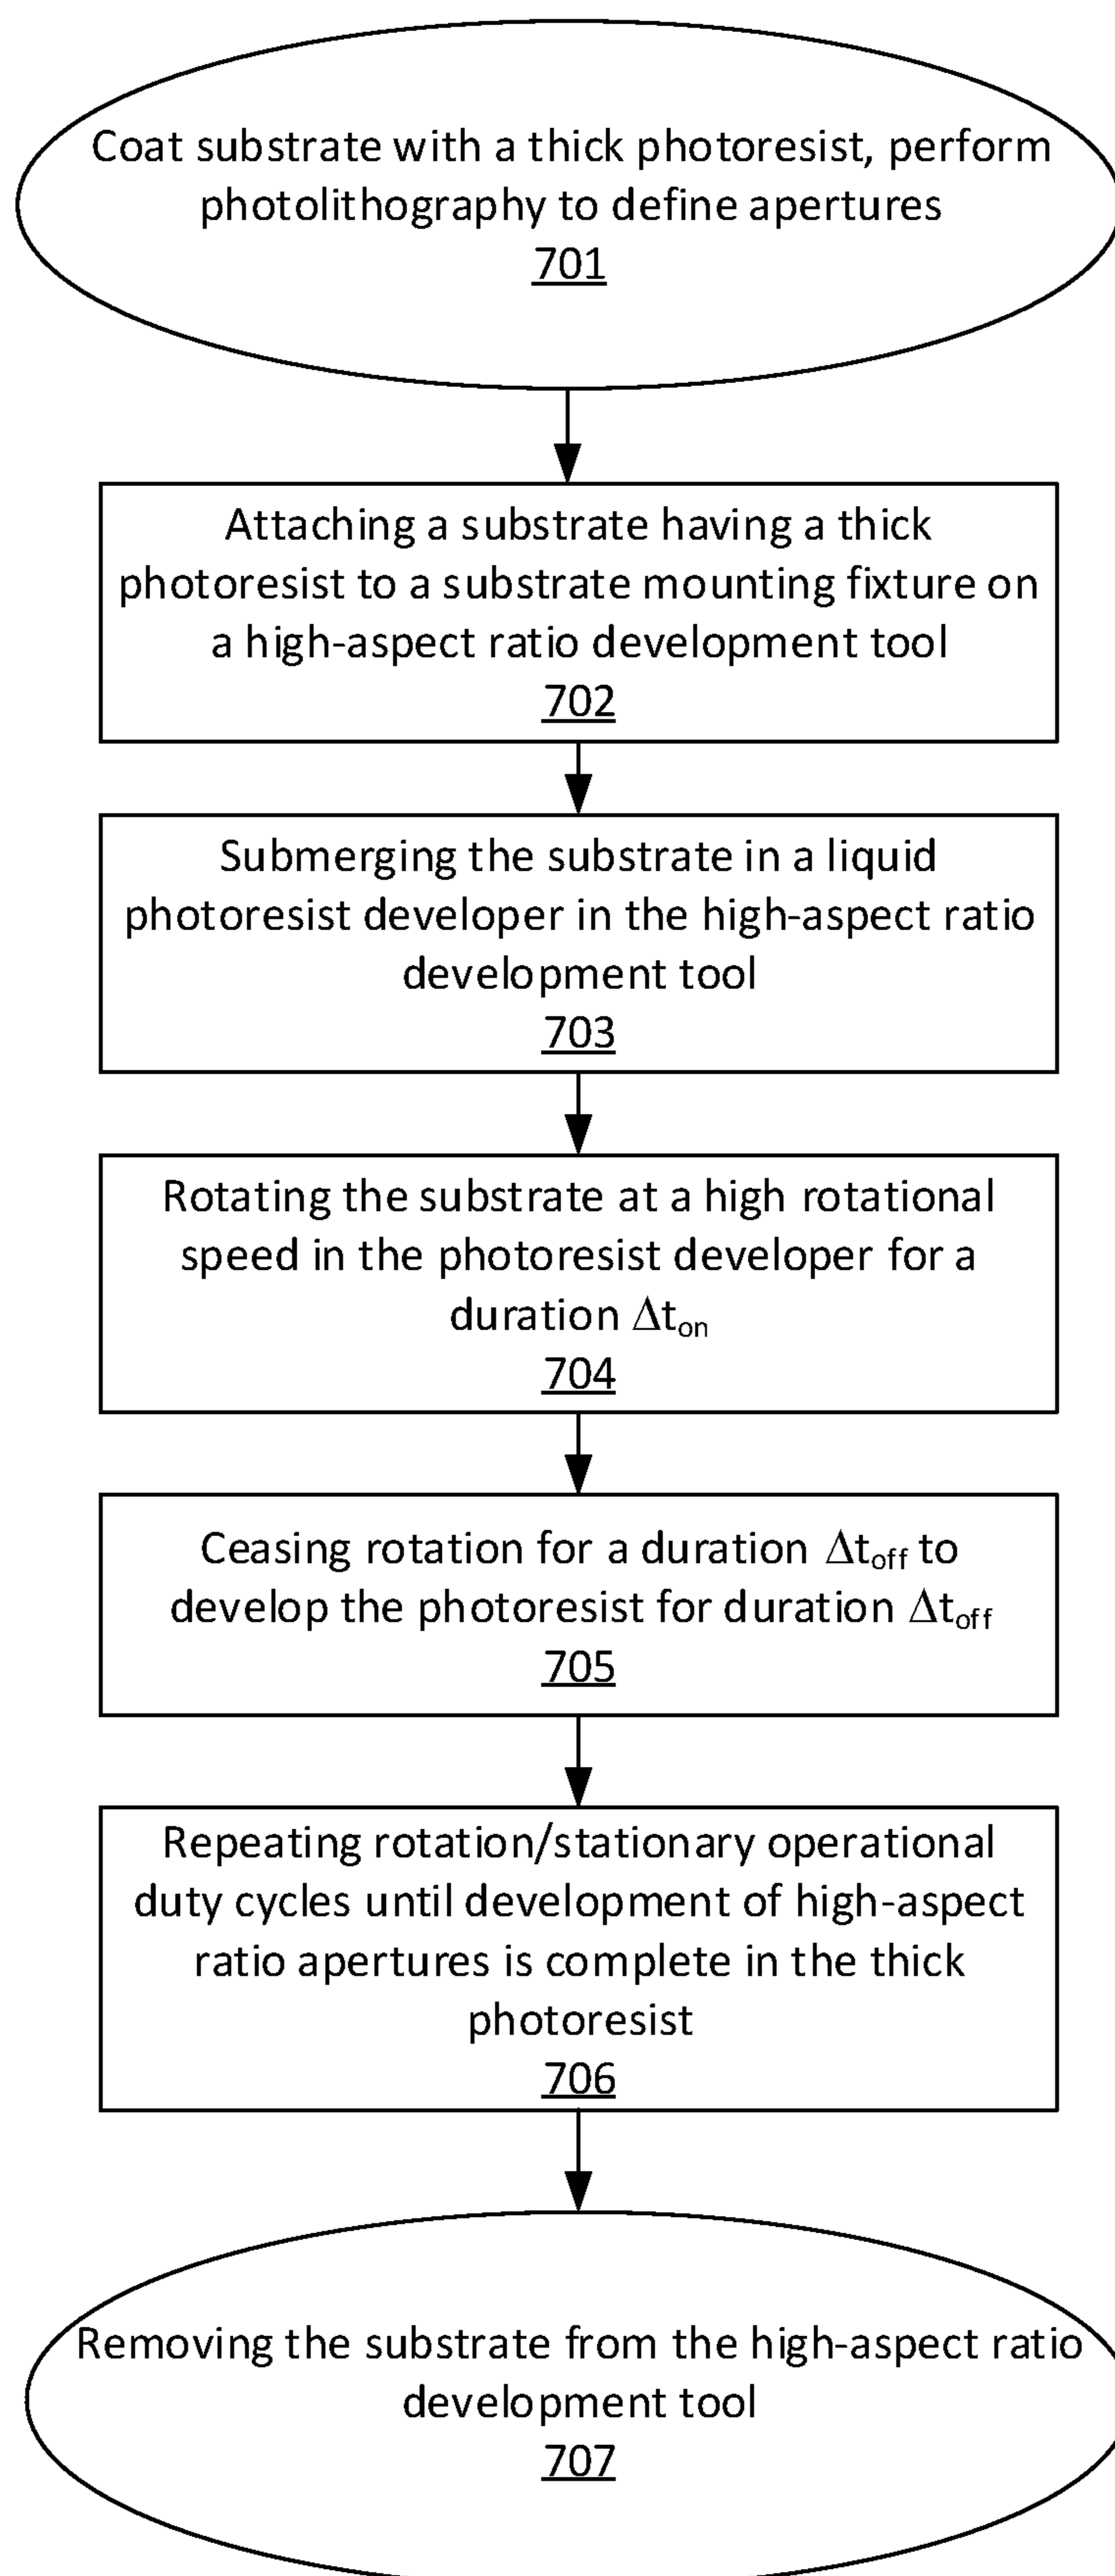 Coat substrate with a thick photoresist, perform
photolithography to define apertures
701
Attaching a substrate having a thick
photoresist to a substrate mounting fixture on
a high-aspect ratio development tool
702
Submerging the substrate in a liquid
photoresist developer in the high-aspect ratio
development tool
703
Rotating the substrate at a high rotational
speed in the photoresist developer for a
duration Δton
704
Ceasing rotation for a duration Δtoff to
develop the photoresist for duration Δtoff
705
Repeating rotation/stationary operational
duty cycles until development of high-aspect
ratio apertures is complete in the thick
photoresist
706
Removing the substrate from the high-aspect ratio
development tool
707